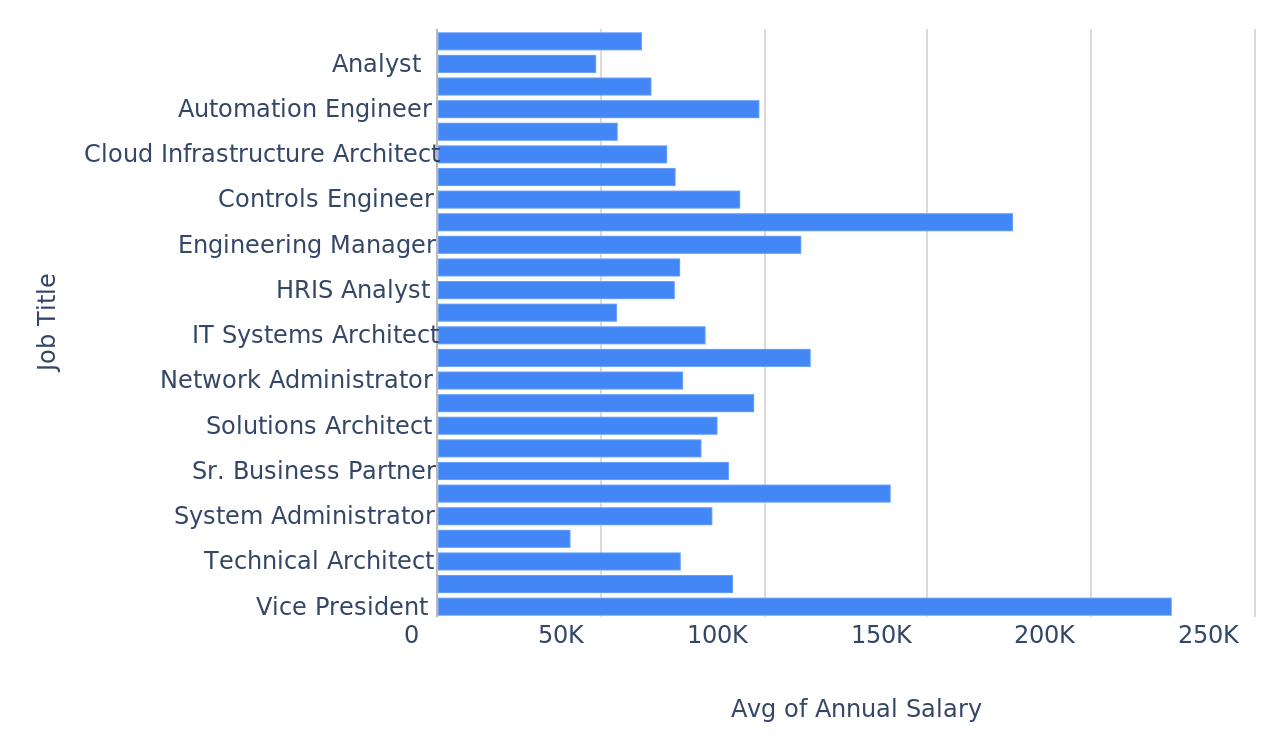 Analyst
Automation Engineer
Cloud Infrastructure Architect
Controls Engineer
Engineering Manager
HRIS Analyst
IT Systems Architect
Network Administrator
Solutions Architect
Sr. Business Partner
System Administrator
Technical Architect
Vice President
Job Title
0 50K 100K 150K 200K 250K
Avg of Annual Salary